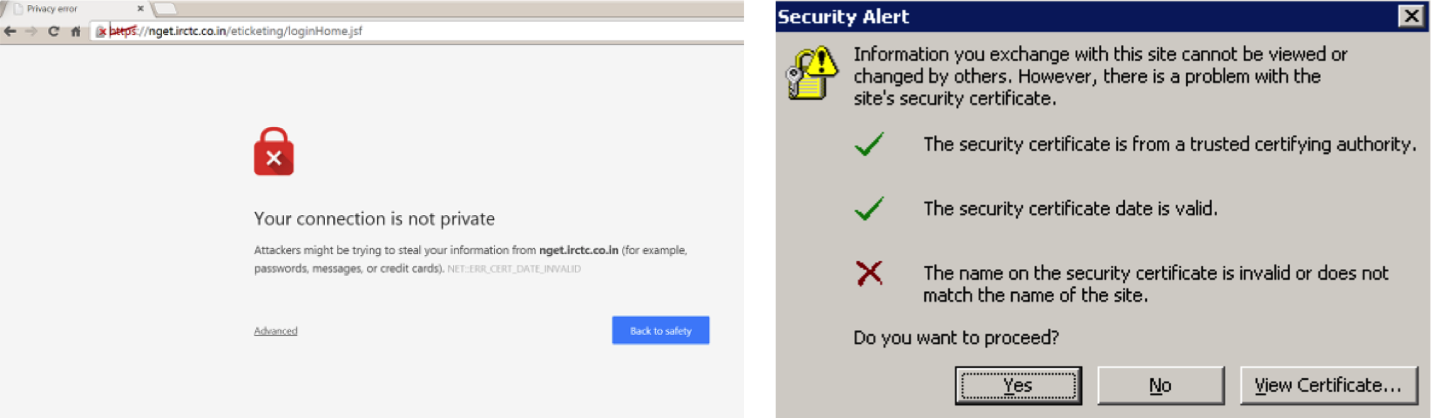 Privacy error
https://nget.irctc.co.in/eticketing/loginHome.jsf
Your connection is not private
Attackers might be trying to steal your information from nget.irctc.co.in (for example,
passwords, messages, or credit cards). NET::ERR_CERT_DATE_INVALID
Advanced
Back to safety
Security Alert
Information you exchange with this site cannot be viewed or
changed by others. However, there is a problem with the
site's security certificate.
The security certificate is from a trusted certifying authority.
The security certificate date is valid.
The name on the security certificate is invalid or does not
match the name of the site.
Do you want to proceed?
Yes
No
View Certificate...